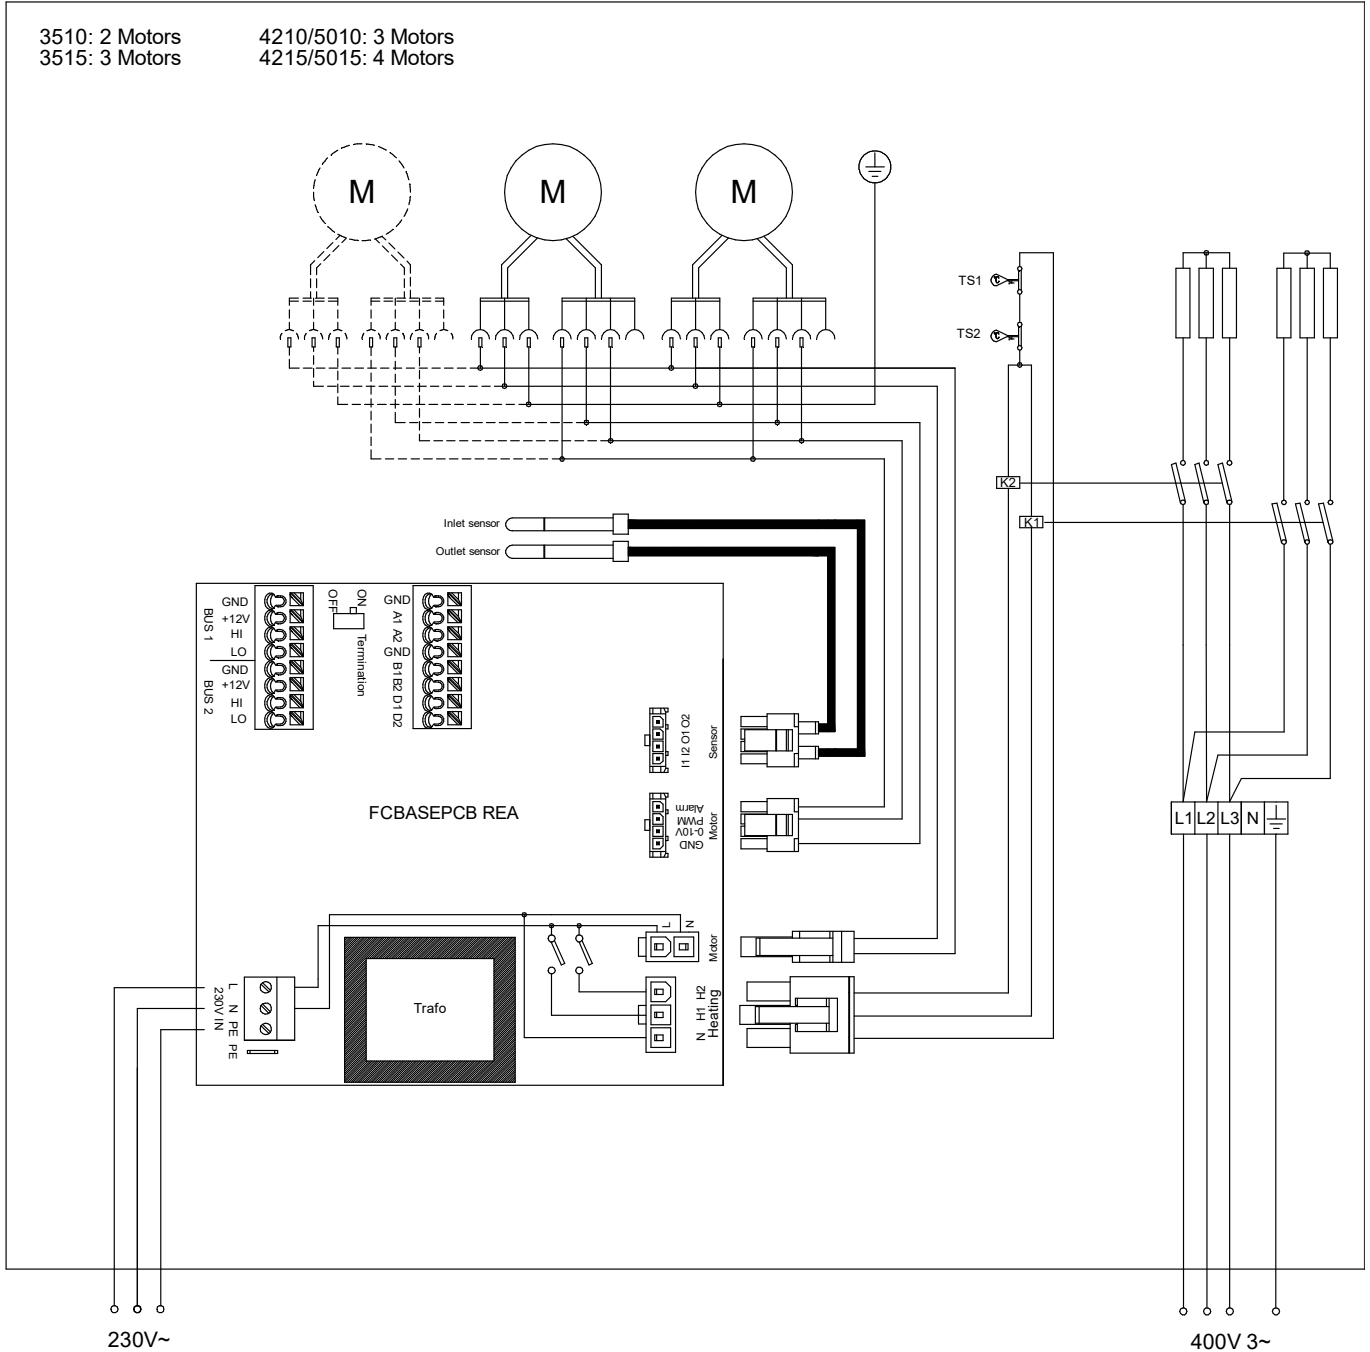 3510: 2 Motors
4210/5010: 3 Motors
3515: 3 Motors
4215/5015: 4 Motors
M
M
M
TS1
TS2
K2
K1
Inlet sensor
Outlet sensor
BUS 1
GND
+12V
HI
LO
BUS 2
GND
+12V
HI
LO
OFF
ON
Termination
GND
A1 A2
GND
B1 B2 D1 D2
I1 I2 O1 O2
Sensor
FCBASEPCB REA
Alarm
PWM
0-10V
GND
Motor
L1
L2
L3
N
L
N
Motor
L
N
PE
230V IN
PE
Trafo
N
H1
H2
Heating
230V~
400V 3~